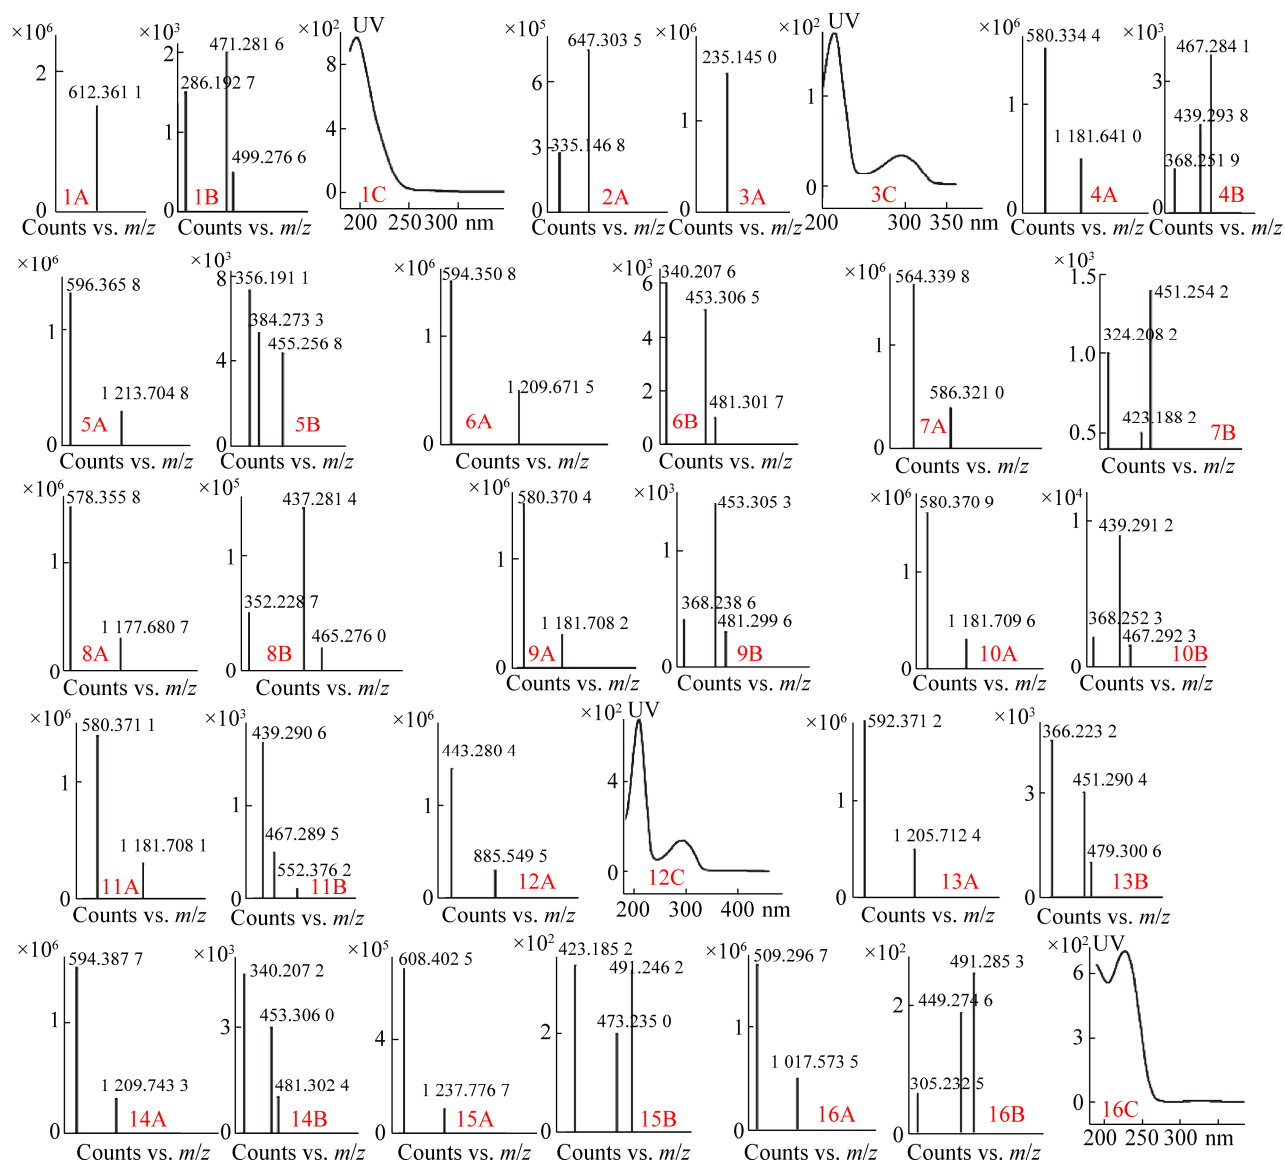 ×10⁶
2
0
612.361 1
1A
Counts vs. m/z
×10³
2
1
0
471.281 6
286.192 7
499.276 6
1B
Counts vs. m/z
×10² UV
8
4
0
1C
200 250 300 nm
×10⁵
6
3
0
647.303 5
335.146 8
2A
Counts vs. m/z
×10⁶
1
0
235.145 0
3A
Counts vs. m/z
×10² UV
1
0
3C
200 300 350 nm
×10⁶
1
0
580.334 4
1 181.641 0
4A
Counts vs. m/z
×10³
3
0
467.284 1
439.293 8
368.251 9
4B
Counts vs. m/z
×10⁶
1
0
596.365 8
1 213.704 8
5A
Counts vs. m/z
×10³
8
4
0
356.191 1
384.273 3
455.256 8
5B
Counts vs. m/z
×10⁶
1
0
594.350 8
1 209.671 5
6A
Counts vs. m/z
×10³
6
4
2
0
340.207 6
453.306 5
481.301 7
6B
Counts vs. m/z
×10⁶
1
0
564.339 8
586.321 0
7A
Counts vs. m/z
×10³
1.5
1.0
0.5
451.254 2
324.208 2
423.188 2
7B
Counts vs. m/z
×10⁶
1
0
578.355 8
1 177.680 7
8A
Counts vs. m/z
×10⁵
1
0
437.281 4
352.228 7
465.276 0
8B
Counts vs. m/z
×10⁶
1
0
580.370 4
1 181.708 2
9A
Counts vs. m/z
×10³
1
0
453.305 3
368.238 6
481.299 6
9B
Counts vs. m/z
×10⁶
1
0
580.370 9
1 181.709 6
10A
Counts vs. m/z
×10⁴
1
0
439.291 2
368.252 3
467.292 3
10B
Counts vs. m/z
×10⁶
1
0
580.371 1
1 181.708 1
11A
Counts vs. m/z
×10³
1
0
439.290 6
467.289 5
552.376 2
11B
Counts vs. m/z
×10⁶
1
0
443.280 4
885.549 5
12A
Counts vs. m/z
×10² UV
4
0
12C
200 300 400 nm
×10⁶
1
0
592.371 2
1 205.712 4
13A
Counts vs. m/z
×10³
3
0
366.223 2
451.290 4
479.300 6
13B
Counts vs. m/z
×10⁶
1
0
594.387 7
1 209.743 3
14A
Counts vs. m/z
×10³
3
0
340.207 2
453.306 0
481.302 4
14B
Counts vs. m/z
×10⁵
4
0
608.402 5
1 237.776 7
15A
Counts vs. m/z
×10²
2
0
423.185 2
491.246 2
473.235 0
15B
Counts vs. m/z
×10⁶
1
0
509.296 7
1 017.573 5
16A
Counts vs. m/z
×10²
2
0
491.285 3
449.274 6
305.232 5
16B
Counts vs. m/z
×10² UV
6
3
0
16C
200 250 300 nm